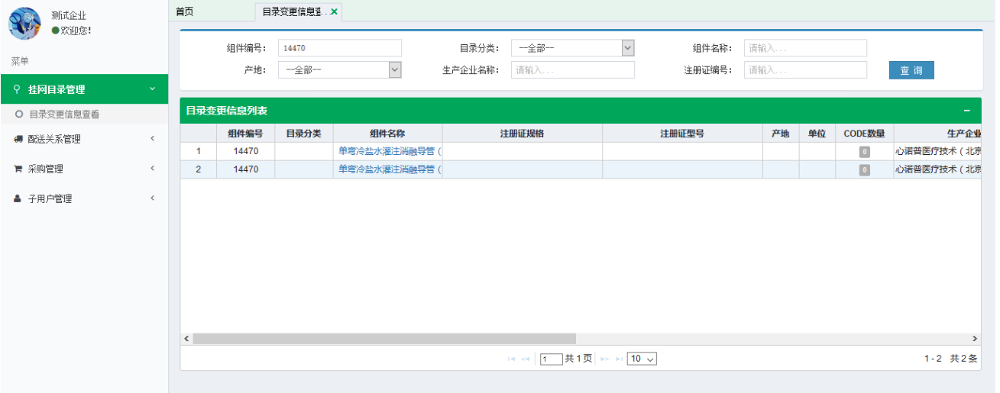 测试企业
欢迎您!
菜单
挂网目录管理
目录变更信息查看
配送关系管理
采购管理
子用户管理
首页 目录变更信息查..
组件编号: 14470 目录分类: --全部-- 组件名称: 请输入...
产地: --全部-- 生产企业名称: 请输入... 注册证编号: 请输入... 查 询
目录变更信息列表
组件编号 目录分类 组件名称 注册证规格 注册证型号 产地 单位 CODE数量 生产企业
1 14470 单弯冷盐水灌注消融导管 ( 0 心诺普医疗技术 ( 北京
2 14470 单弯冷盐水灌注消融导管 ( 0 心诺普医疗技术 ( 北京
1 共 1 页 10 1 - 2 共 2 条